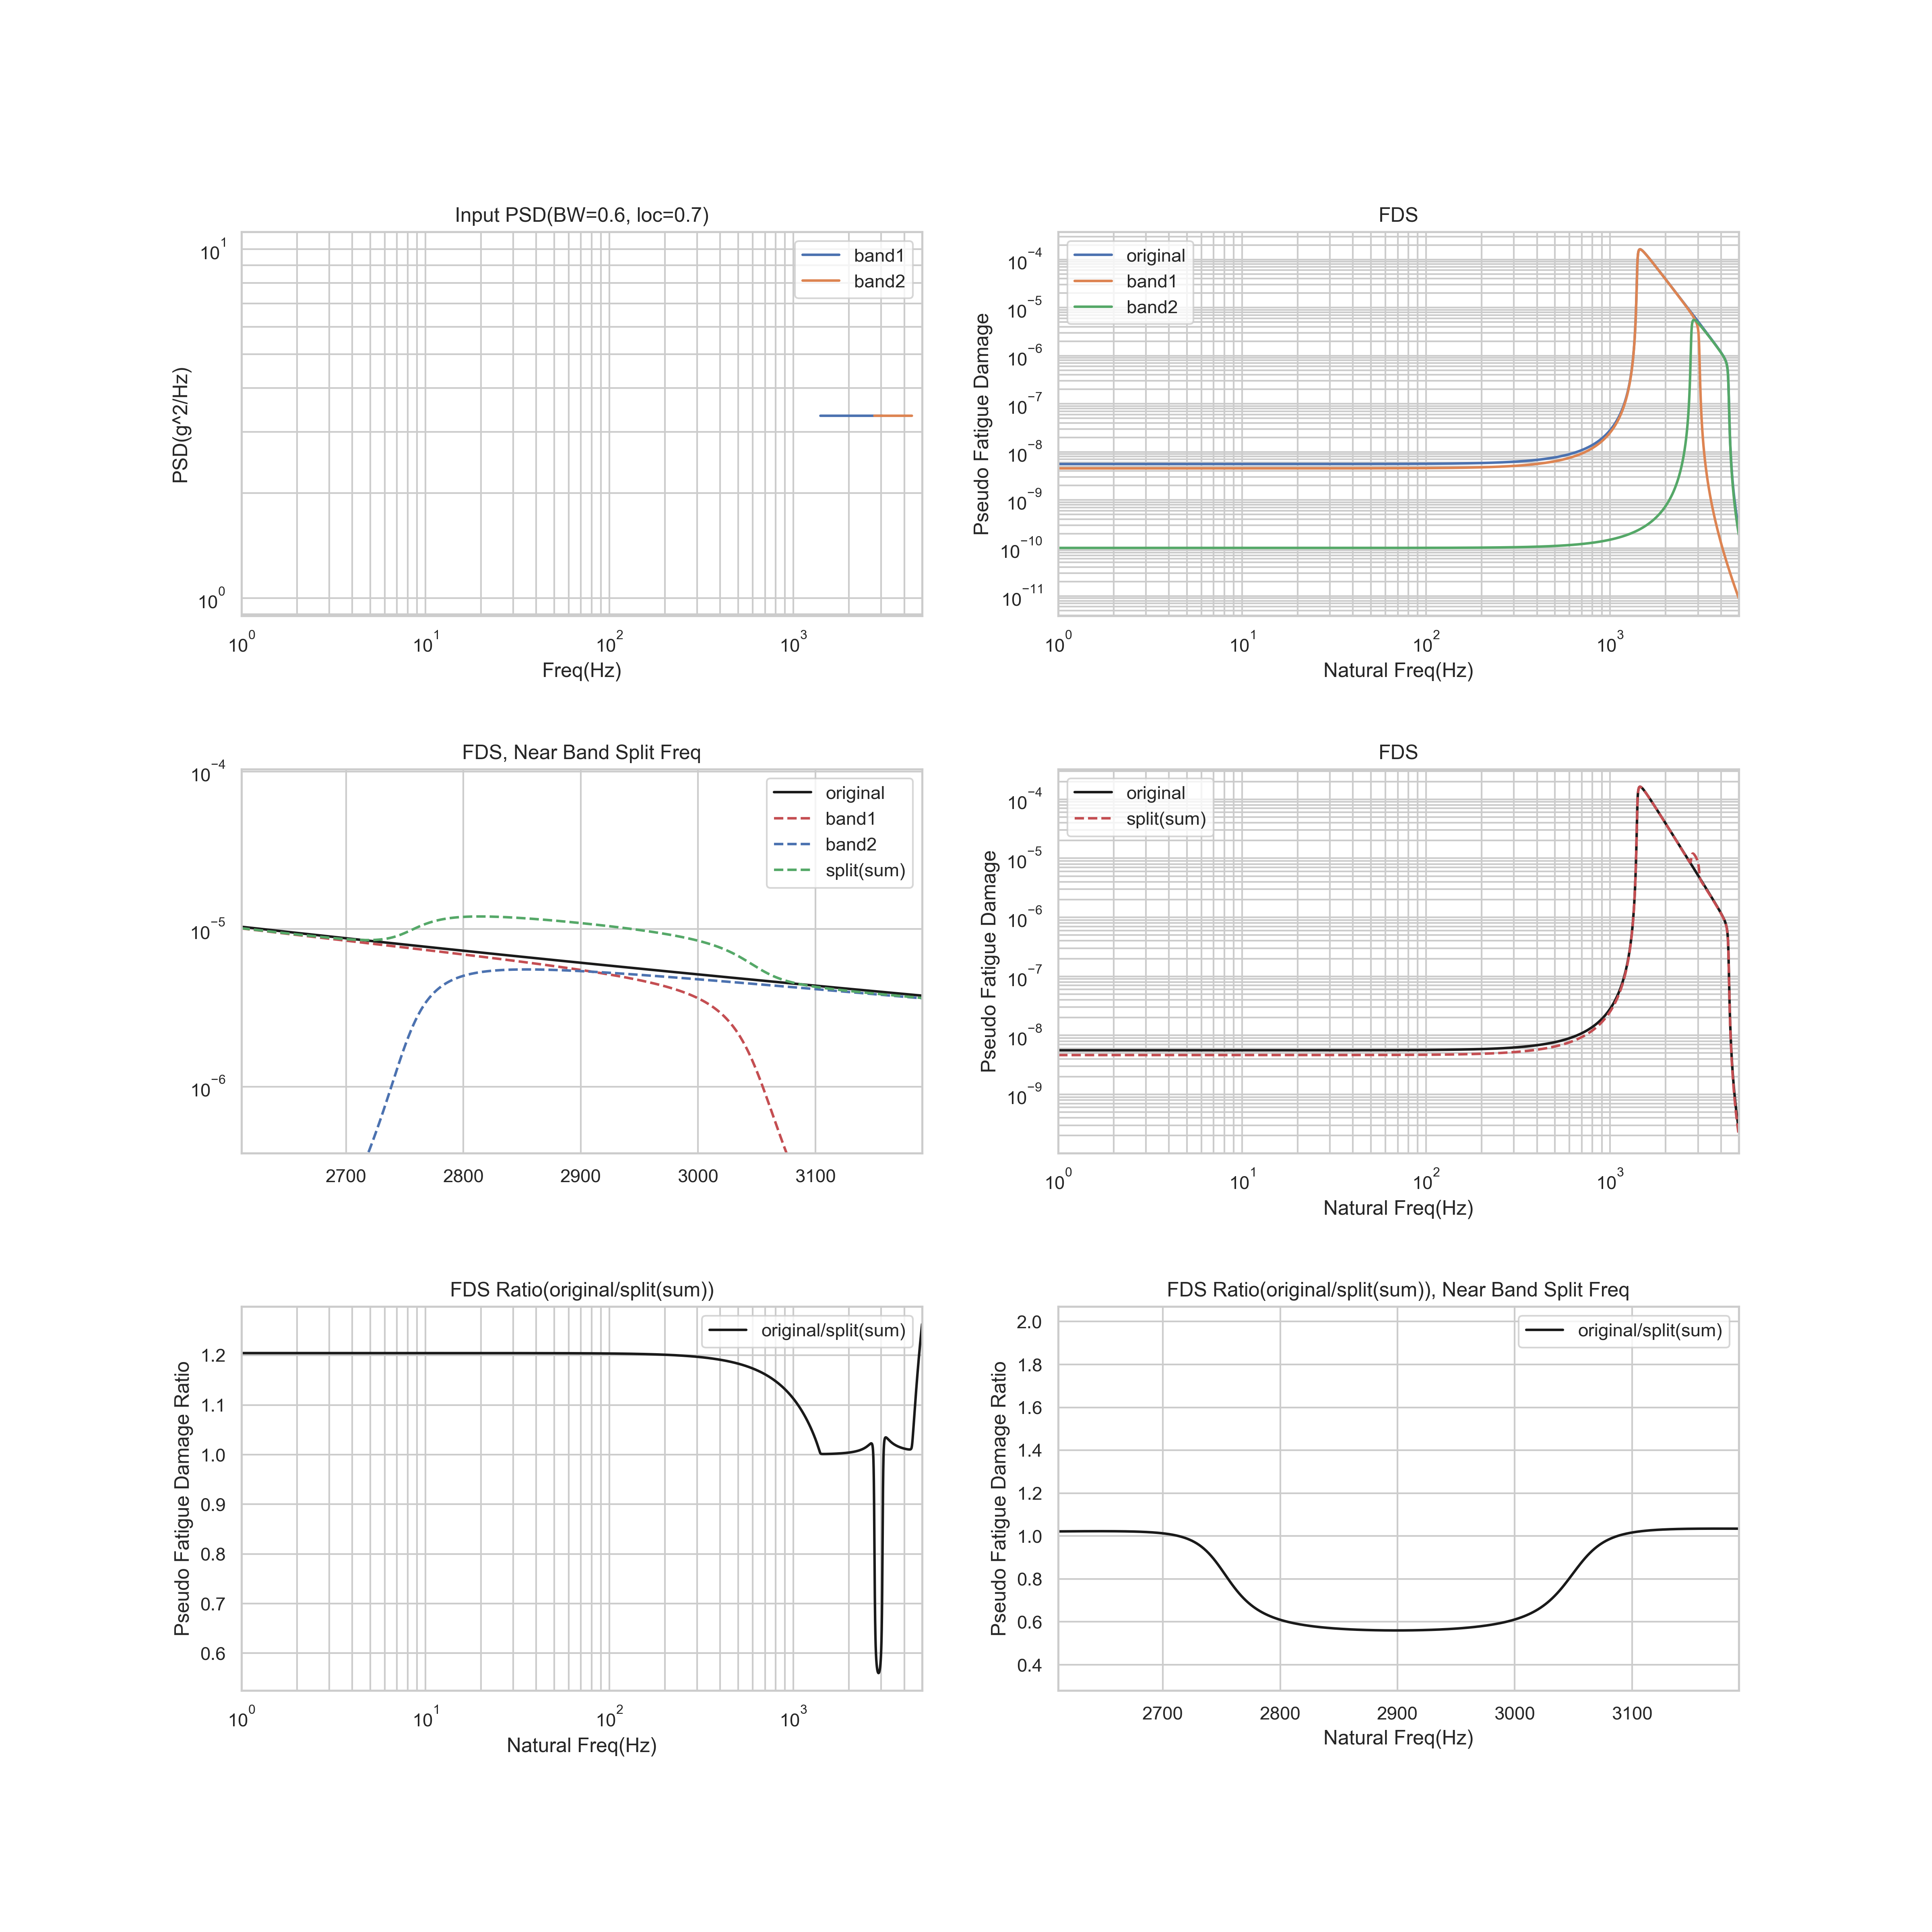 Input PSD(BW=0.6, loc=0.7)
10^1
10^0
PSD(g^2/Hz)
band1
band2
10^0 10^1 10^2 10^3
Freq(Hz)
FDS
10^−4
10^−5
10^−6
10^−7
10^−8
10^−9
10^−10
10^−11
Pseudo Fatigue Damage
original
band1
band2
10^0 10^1 10^2 10^3
Natural Freq(Hz)
FDS, Near Band Split Freq
10^−4
10^−5
10^−6
original
band1
band2
split(sum)
2700 2800 2900 3000 3100
FDS
10^−4
10^−5
10^−6
10^−7
10^−8
10^−9
Pseudo Fatigue Damage
original
split(sum)
10^0 10^1 10^2 10^3
Natural Freq(Hz)
FDS Ratio(original/split(sum))
1.2
1.1
1.0
0.9
0.8
0.7
0.6
Pseudo Fatigue Damage Ratio
original/split(sum)
10^0 10^1 10^2 10^3
Natural Freq(Hz)
FDS Ratio(original/split(sum)), Near Band Split Freq
2.0
1.8
1.6
1.4
1.2
1.0
0.8
0.6
0.4
Pseudo Fatigue Damage Ratio
original/split(sum)
2700 2800 2900 3000 3100
Natural Freq(Hz)